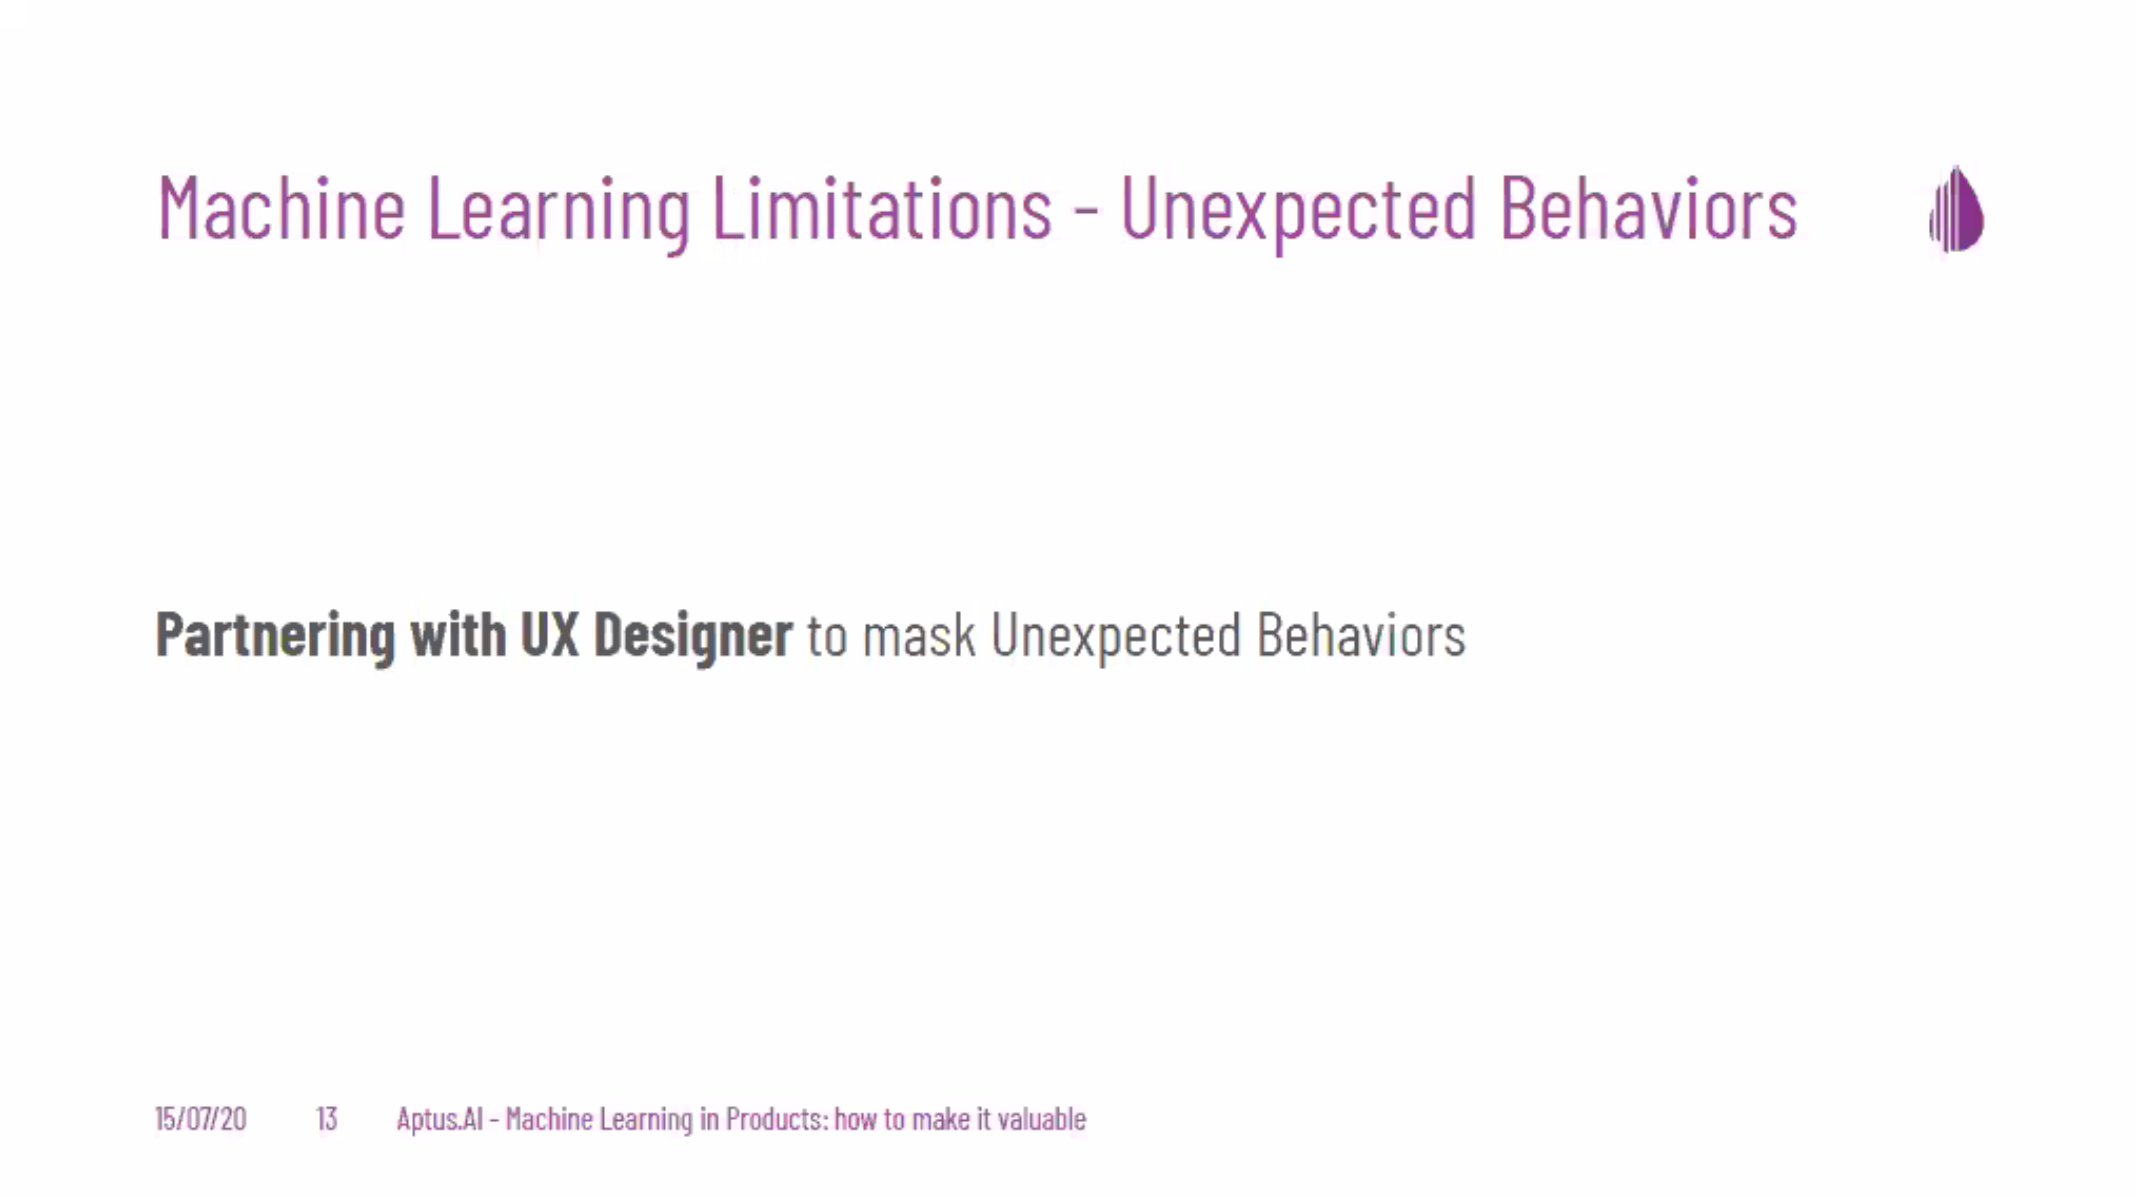 Machine Learning Limitations - Unexpected Behaviors
Partnering with UX Designer to mask Unexpected Behaviors
15/07/20 13 Aptus.AI - Machine Learning in Products: how to make it valuable